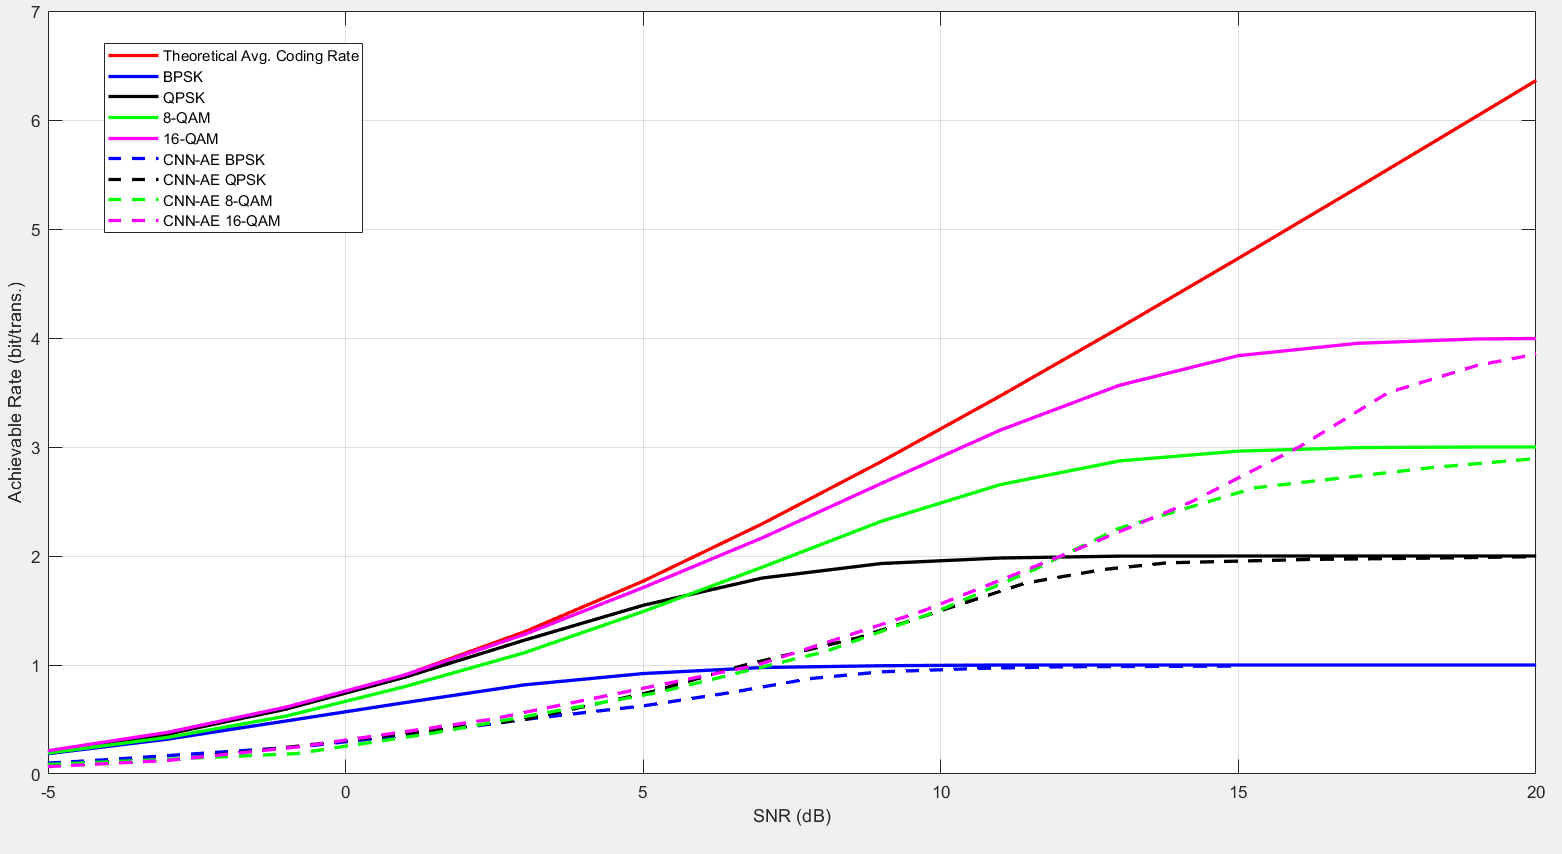 7
6
5
4
3
2
1
0
Achievable Rate (bit/trans.)
Theoretical Avg. Coding Rate
BPSK
QPSK
8-QAM
16-QAM
CNN-AE BPSK
CNN-AE QPSK
CNN-AE 8-QAM
CNN-AE 16-QAM
-5 0 5 10 15 20
SNR (dB)